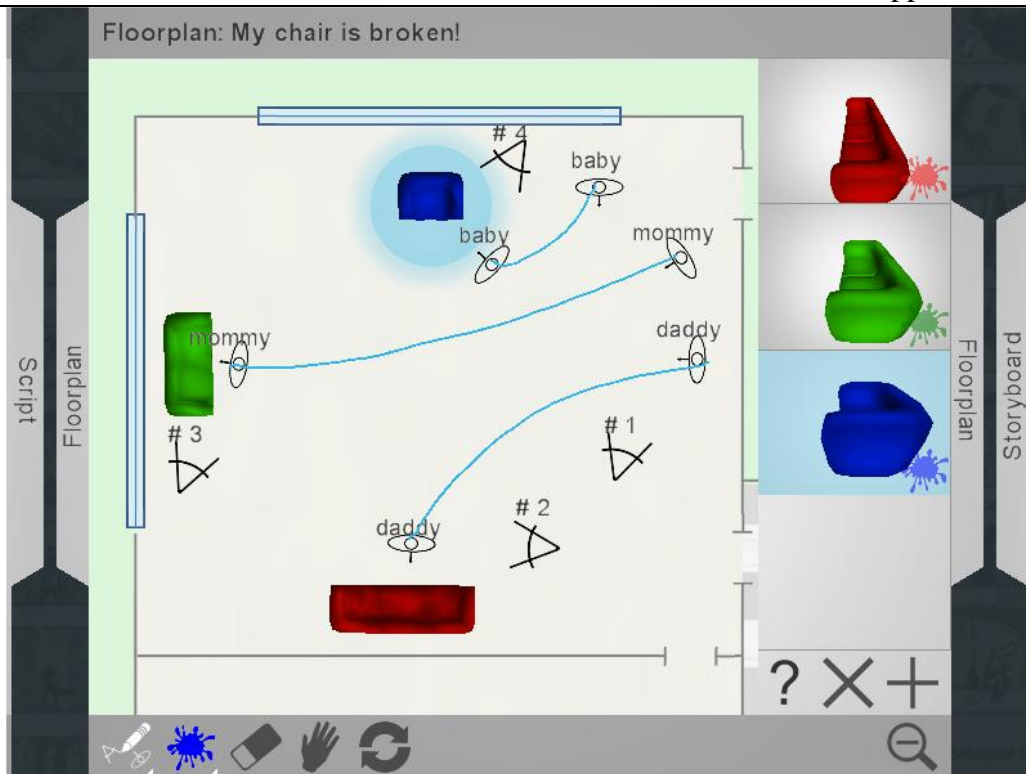 Floorplan: My chair is broken!
# 4
baby
baby
mommy
mommy
daddy
# 3
# 1
# 2
daddy
Script
Floorplan
Floorplan
Storyboard
?